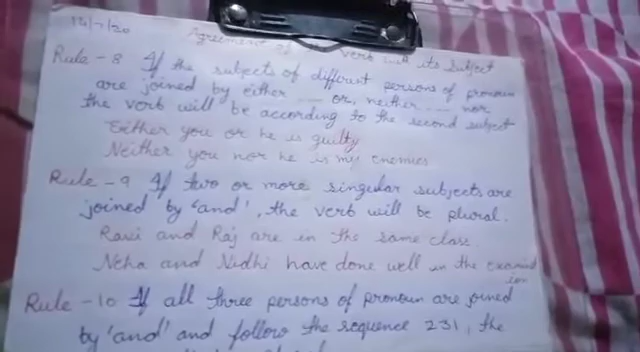 14/7/20
Agreement of verb with its Subject
Rule - 8 If the subjects of different persons of pronoun
are joined by either .... or, neither .... nor
the verb will be according to the second subject
Either you or he is guilty
Neither you nor he is my enemies
Rule - 9 If two or more singular subjects are
joined by 'and', the verb will be plural.
Ravi and Raj are in the same class.
Neha and Nidhi have done well in the examinat
ion
Rule - 10 If all three persons of pronoun are joined
by 'and' and follow the sequence 231, the